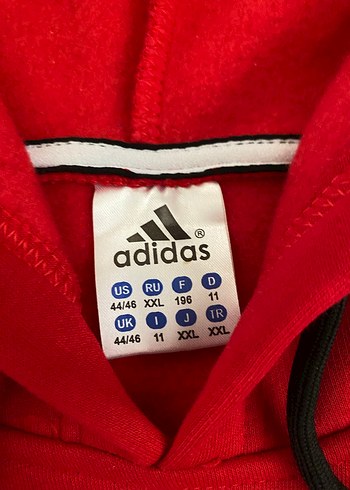 adidas®
US RU F D
44/46 XXL 196 11
UK I J TR
44/46 11 XXL XXL